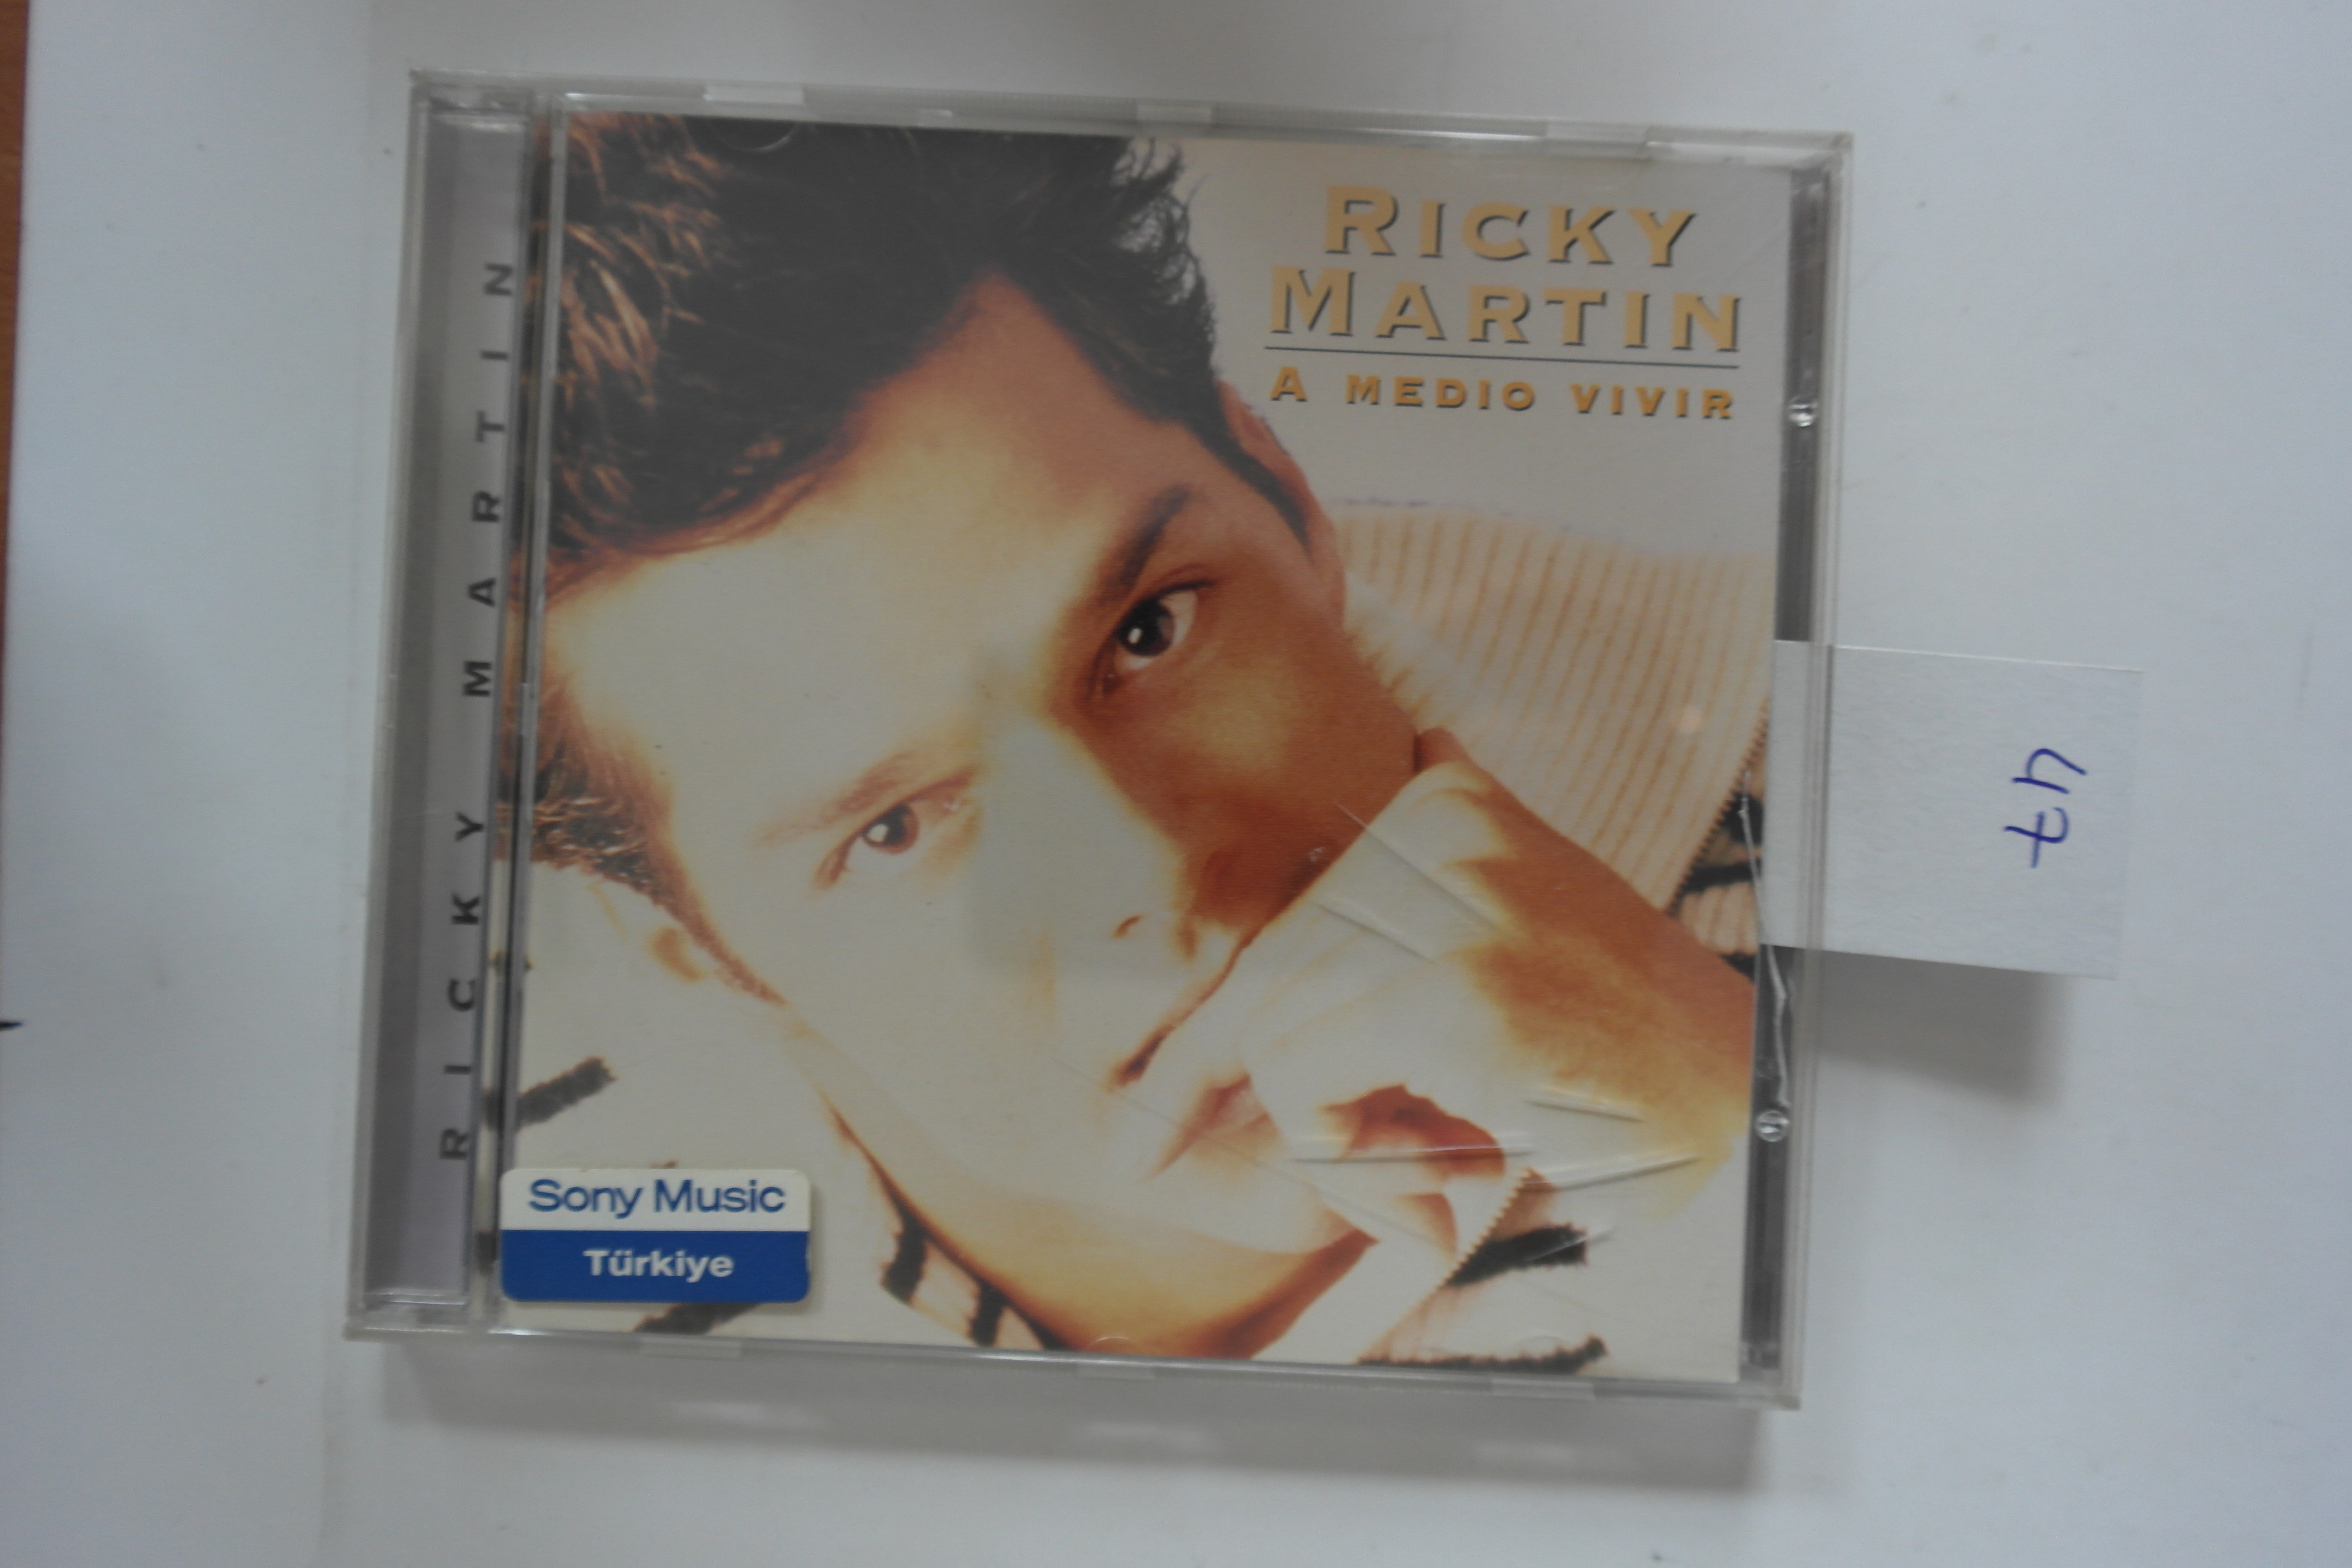 RICKY MARTIN
RICKY
MARTIN
A MEDIO VIVIR
Sony Music
Türkiye
47